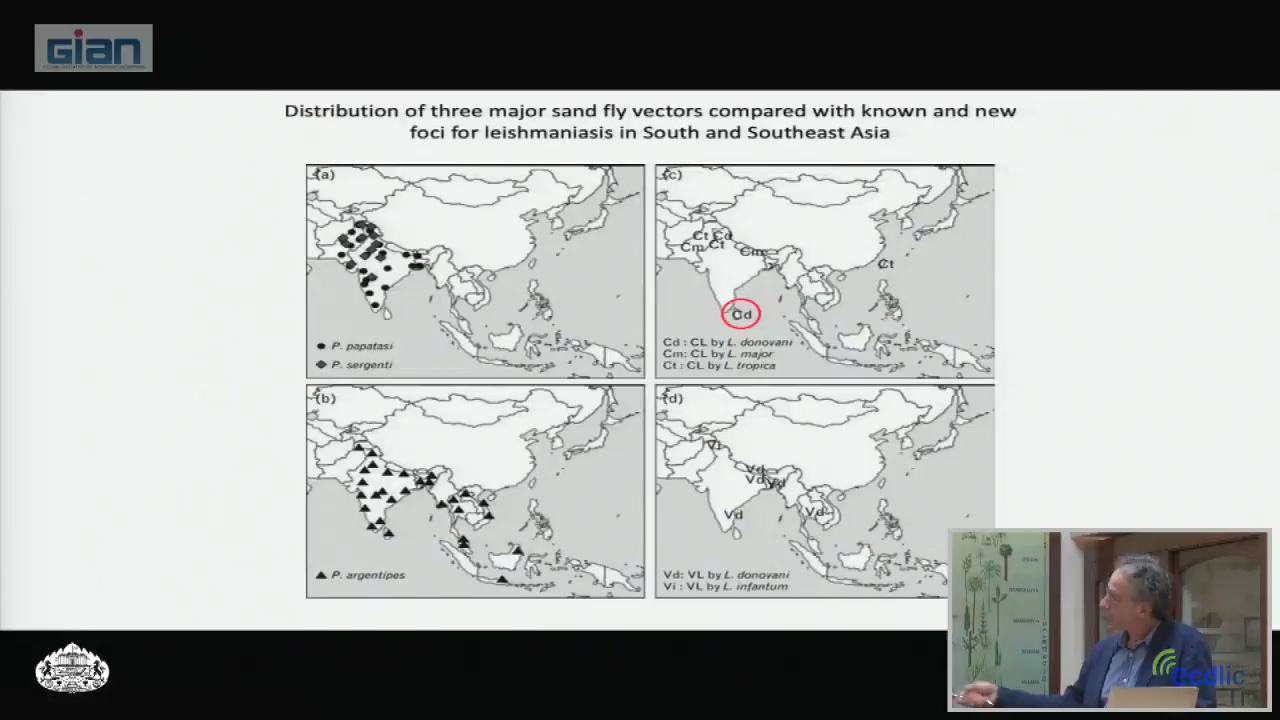 GIAN
Distribution of three major sand fly vectors compared with known and new
foci for leishmaniasis in South and Southeast Asia
(a)
P. papatasi
P. sergenti
(c)
Ct Cd
Cm Ct
Cm
Ct
Cd
Cd : CL by L. donovani
Cm: CL by L. major
Ct : CL by L. tropica
(b)
P. argentipes
(d)
Vi
Vd
Vd Vd
Vd
Vd
Vd: VL by L. donovani
Vi : VL by L. infantum
ecdlic